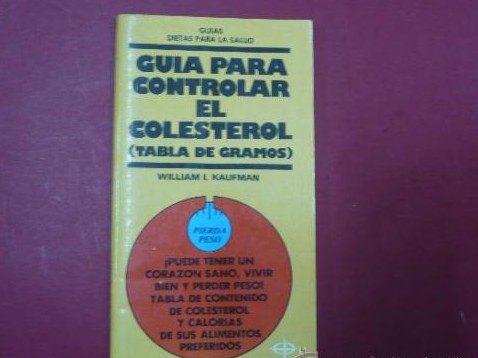 GUIAS
DIETAS PARA LA SALUD
GUIA PARA
CONTROLAR
EL
COLESTEROL
(TABLA DE GRAMOS)
WILLIAM I. KAUFMAN
PIERDA
PESO
¡PUEDE TENER UN
CORAZON SANO, VIVIR
BIEN Y PERDER PESO!
TABLA DE CONTENIDO
DE COLESTEROL
Y CALORIAS
DE SUS ALIMENTOS
PREFERIDOS